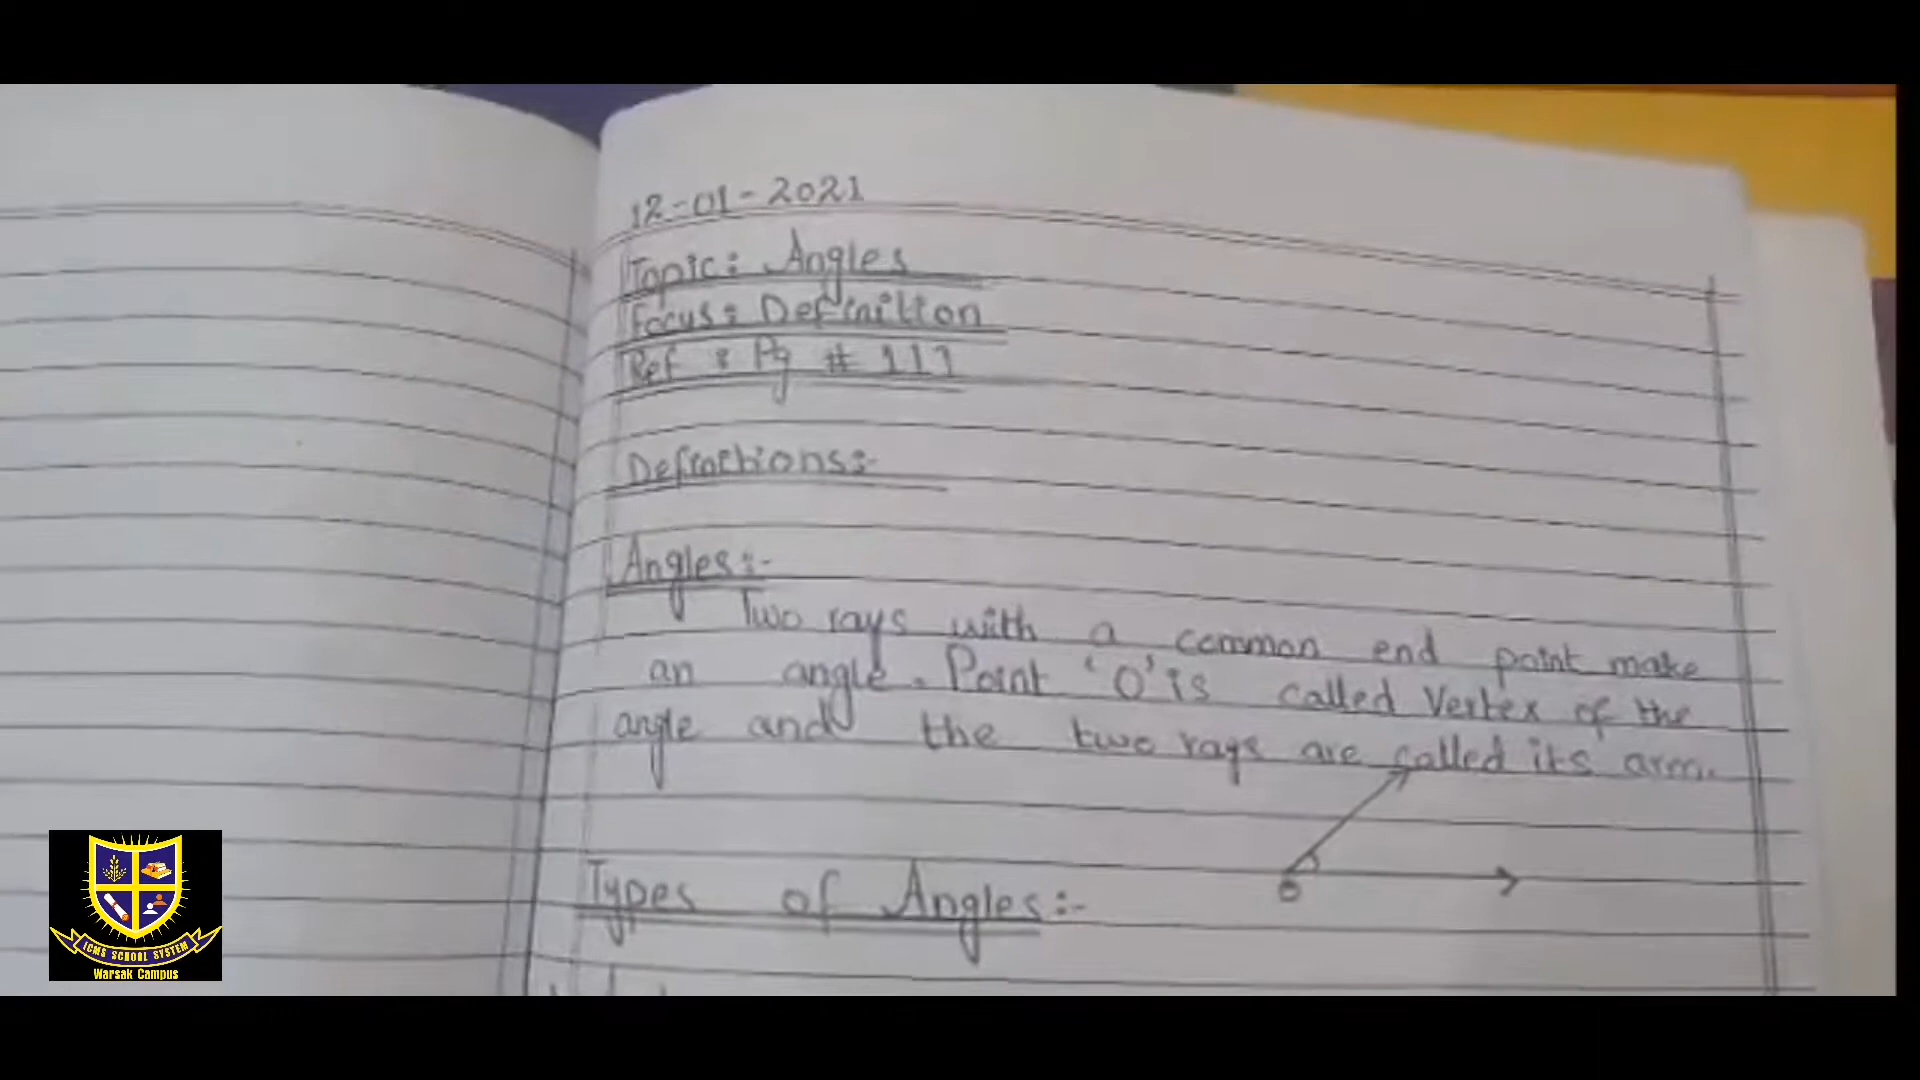 12-01-2021
Topic: Angles
Focus: Definition
Ref : Pg # 111
Definations:-
Angles:-
Two rays with a common end point make
an angle. Point 'O' is called Vertex of the
angle and the two rays are called its arm.
O
Types of Angles:-
ICMS SCHOOL SYSTEM
Warsak Campus